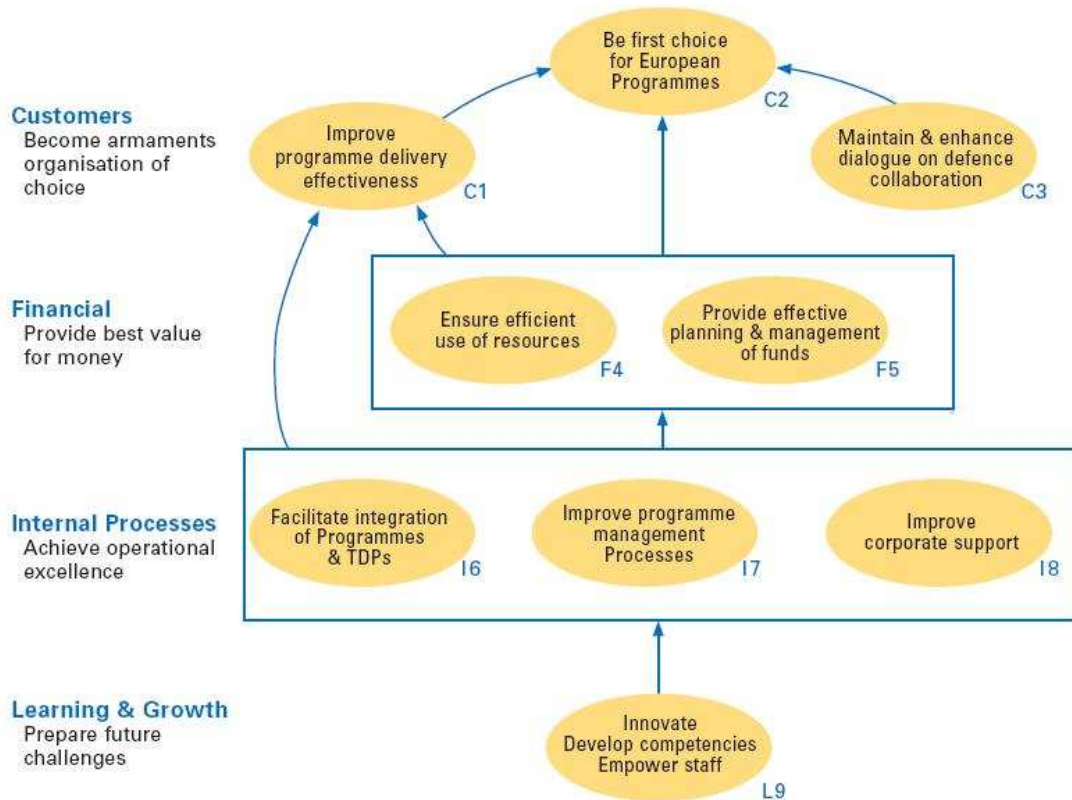 Be first choice
for European
Programmes
C2
Customers
Become armaments
organisation of
choice
Improve
programme delivery
effectiveness
C1
Maintain & enhance
dialogue on defence
collaboration
C3
Financial
Provide best value
for money
Ensure efficient
use of resources
F4
Provide effective
planning & management
of funds
F5
Internal Processes
Achieve operational
excellence
Facilitate integration
of Programmes
& TDPs
I6
Improve programme
management
Processes
I7
Improve
corporate support
I8
Learning & Growth
Prepare future
challenges
Innovate
Develop competencies
Empower staff
L9